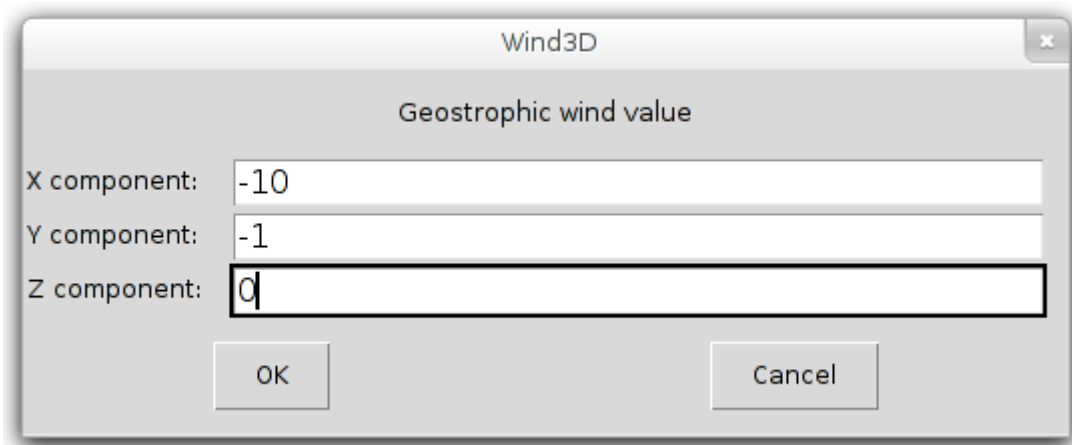 Wind3D
Geostrophic wind value
X component: -10
Y component: -1
Z component: 0
OK Cancel